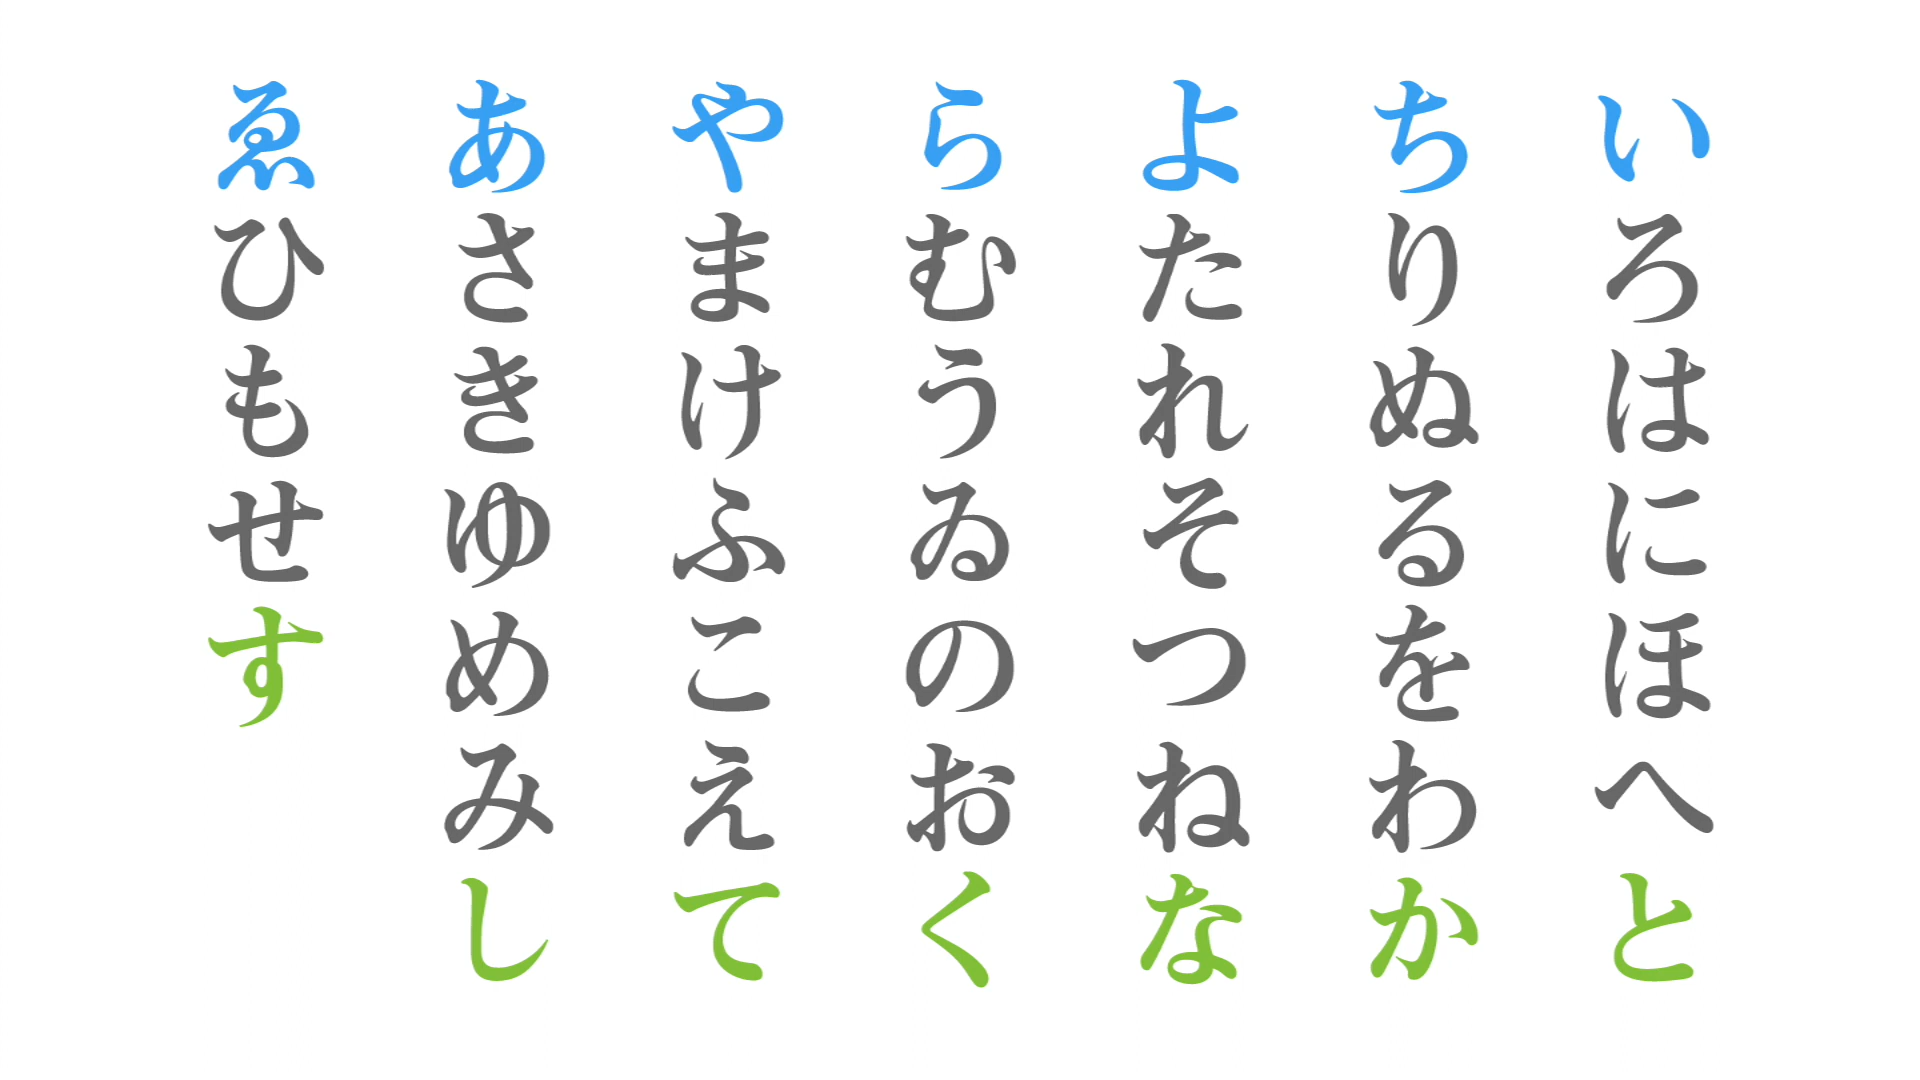 いろはにほへと
ちりぬるをわか
よたれそつねな
らむうゐのおく
やまけふこえて
あさきゆめみし
ゑひもせす